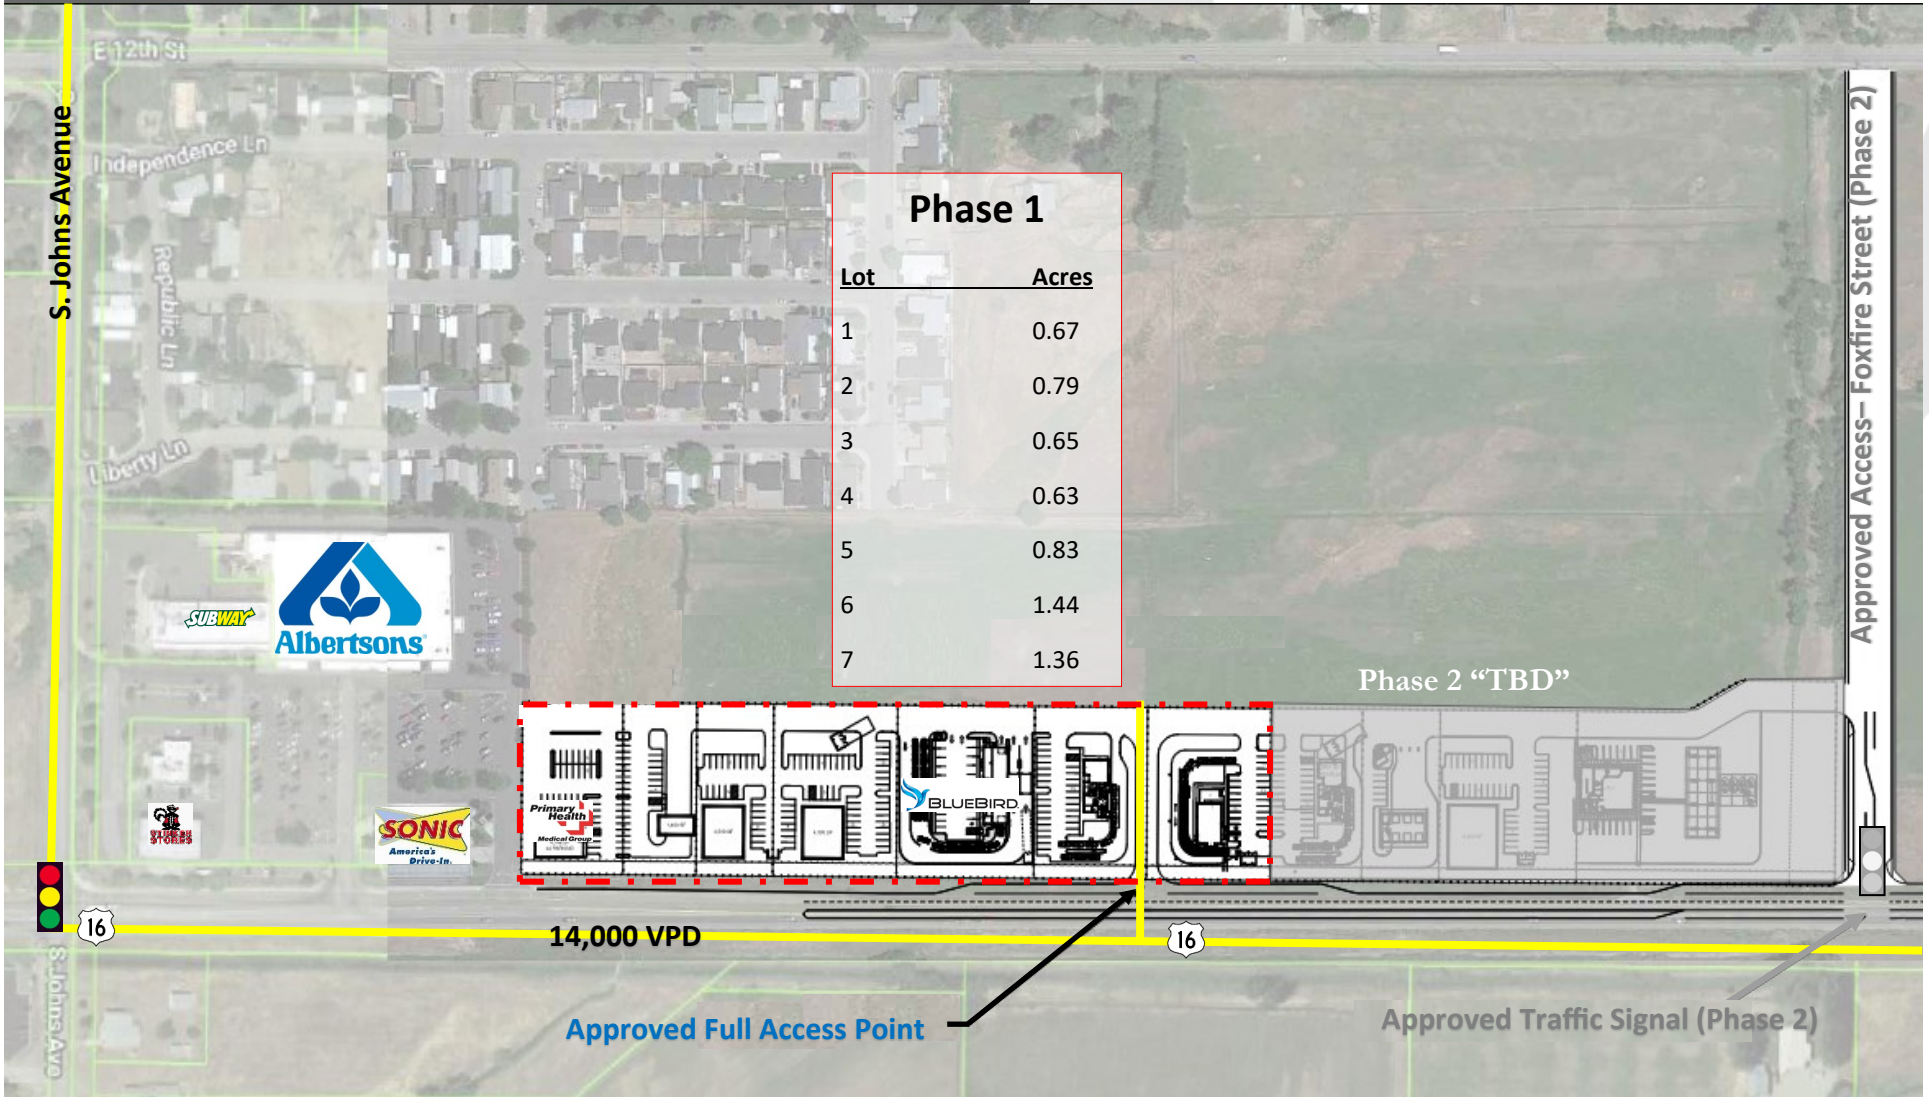 E 12th St
S. Johns Avenue
Independence Ln
Republic Ln
Liberty Ln
Phase 1
Lot Acres
1 0.67
2 0.79
3 0.65
4 0.63
5 0.83
6 1.44
7 1.36
Approved Access– Foxfire Street (Phase 2)
SUBWAY
Albertsons
Phase 2 “TBD”
STINKER
STORES
SONIC
America's
Drive-In.
Primary
Health
Medical Group
BLUEBIRD
16
14,000 VPD
16
S Johns Ave
Approved Full Access Point
Approved Traffic Signal (Phase 2)